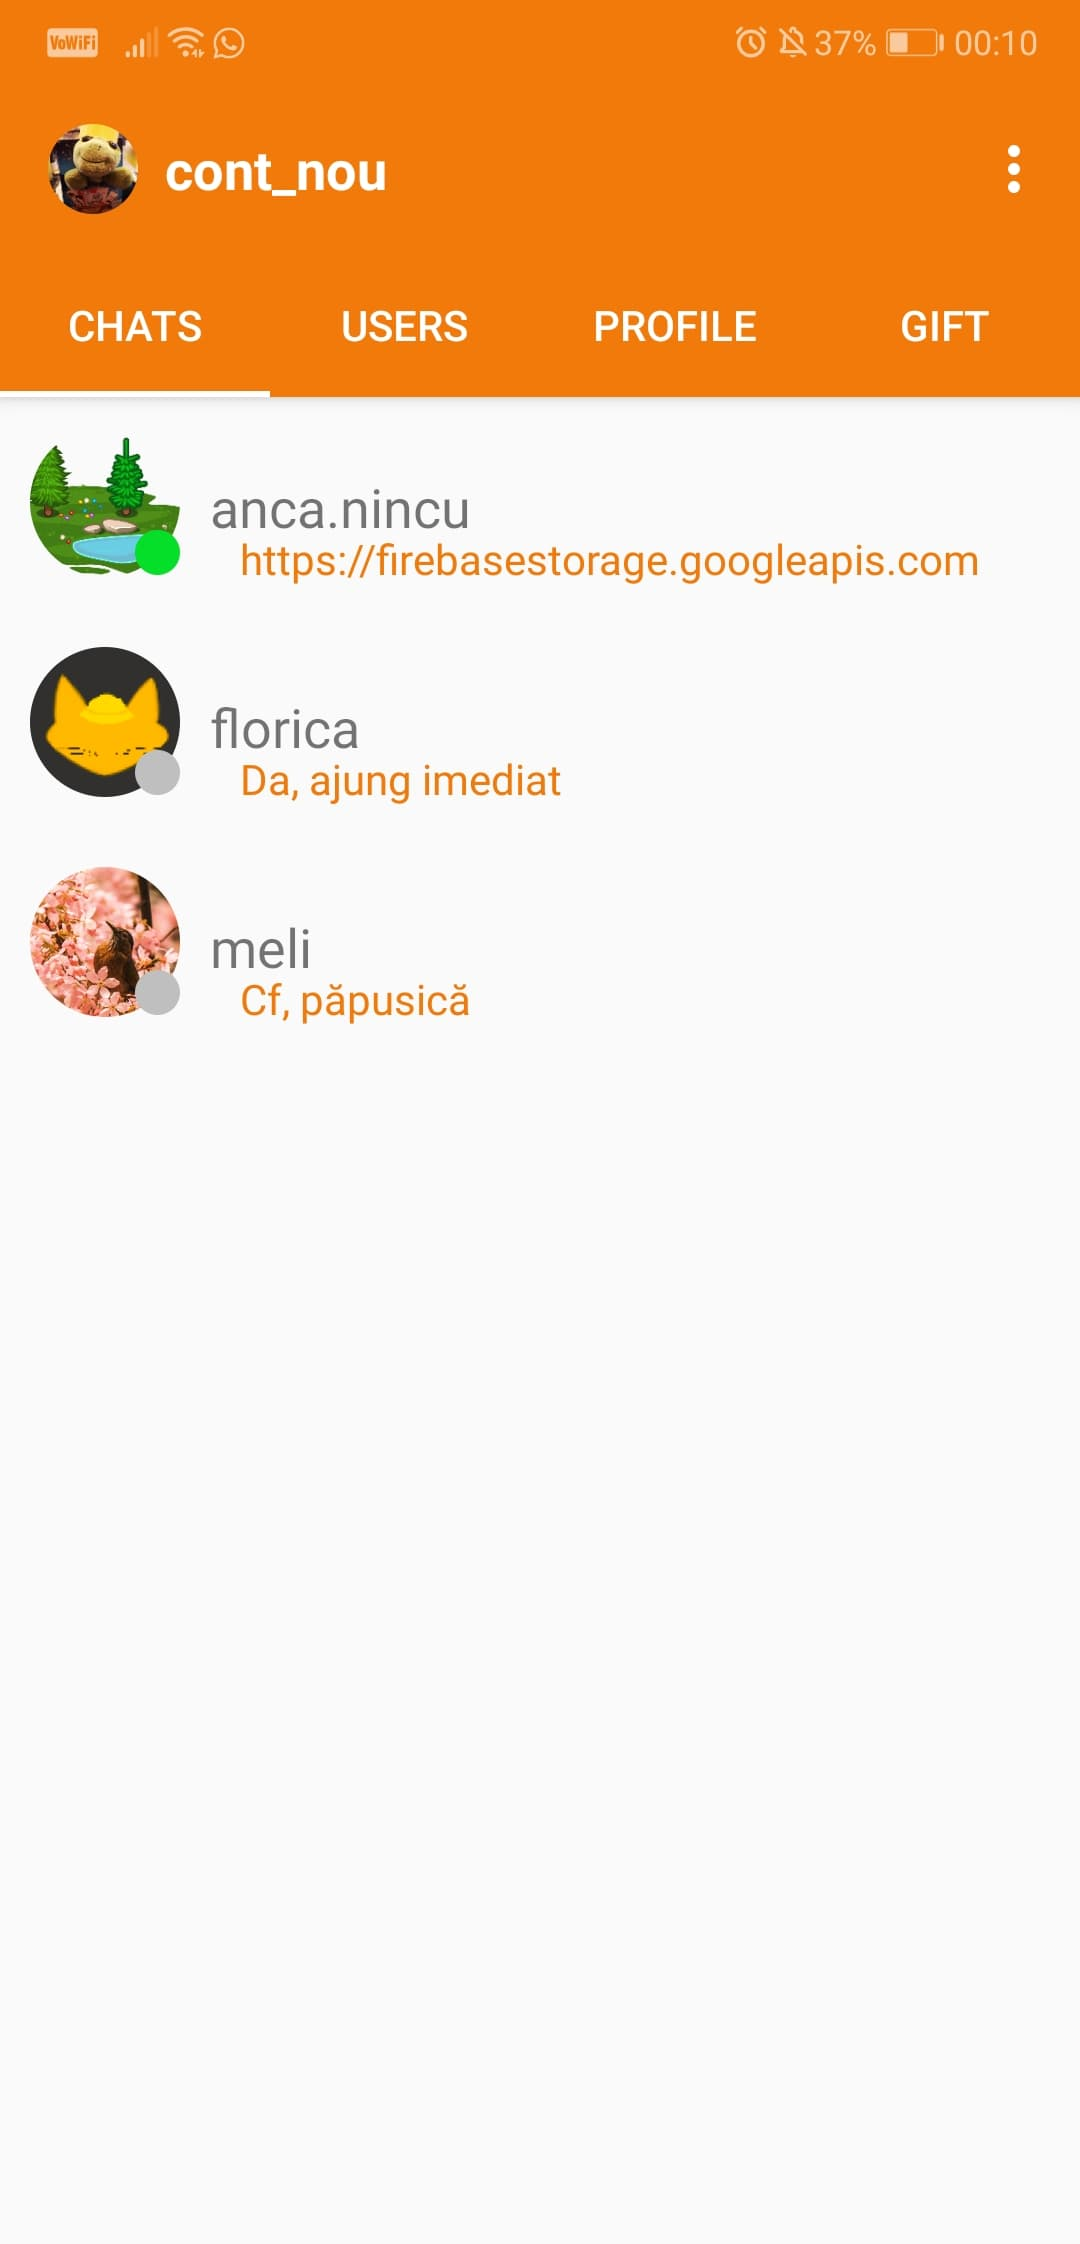 VoWiFi 37% 00:10
cont_nou
CHATS USERS PROFILE GIFT
anca.nincu
https://firebasestorage.googleapis.com
florica
Da, ajung imediat
meli
Cf, păpusică